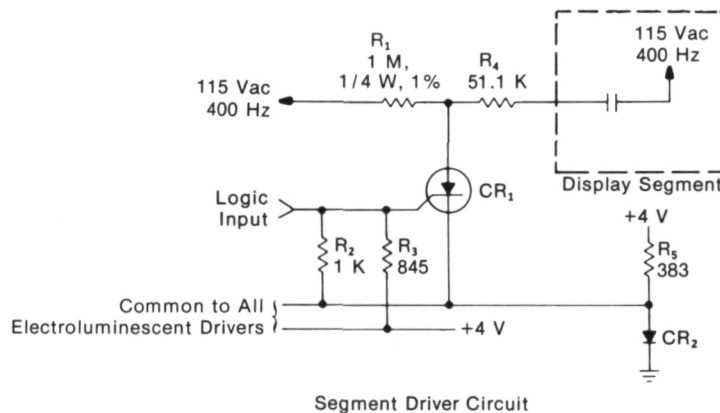 R₁
1 M,
1/4 W, 1%
R₄
51.1 K
115 Vac
400 Hz
115 Vac
400 Hz
Display Segment
CR₁
Logic
Input
R₂
1 K
R₃
845
+4 V
R₅
383
Common to All
Electroluminescent Drivers
+4 V
CR₂
Segment Driver Circuit